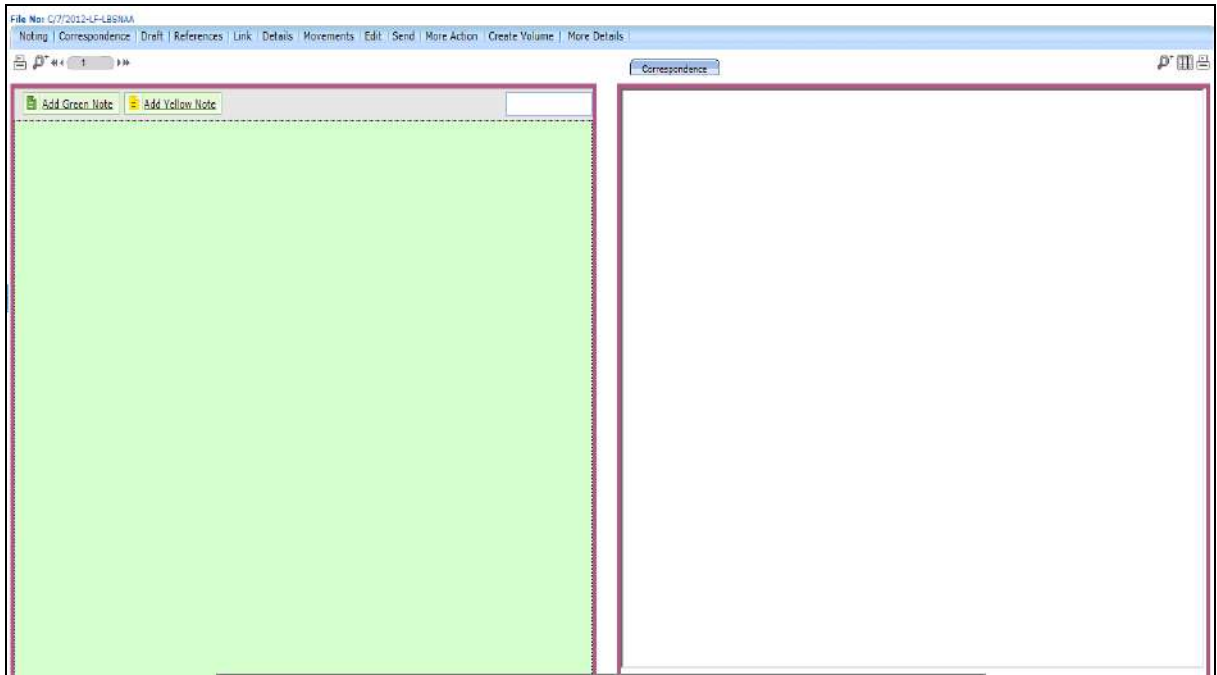 File No: C/7/2012-LF-LBSNAA
Noting | Correspondence | Draft | References | Link | Details | Movements | Edit | Send | More Action | Create Volume | More Details
1
Correspondence
Add Green Note Add Yellow Note